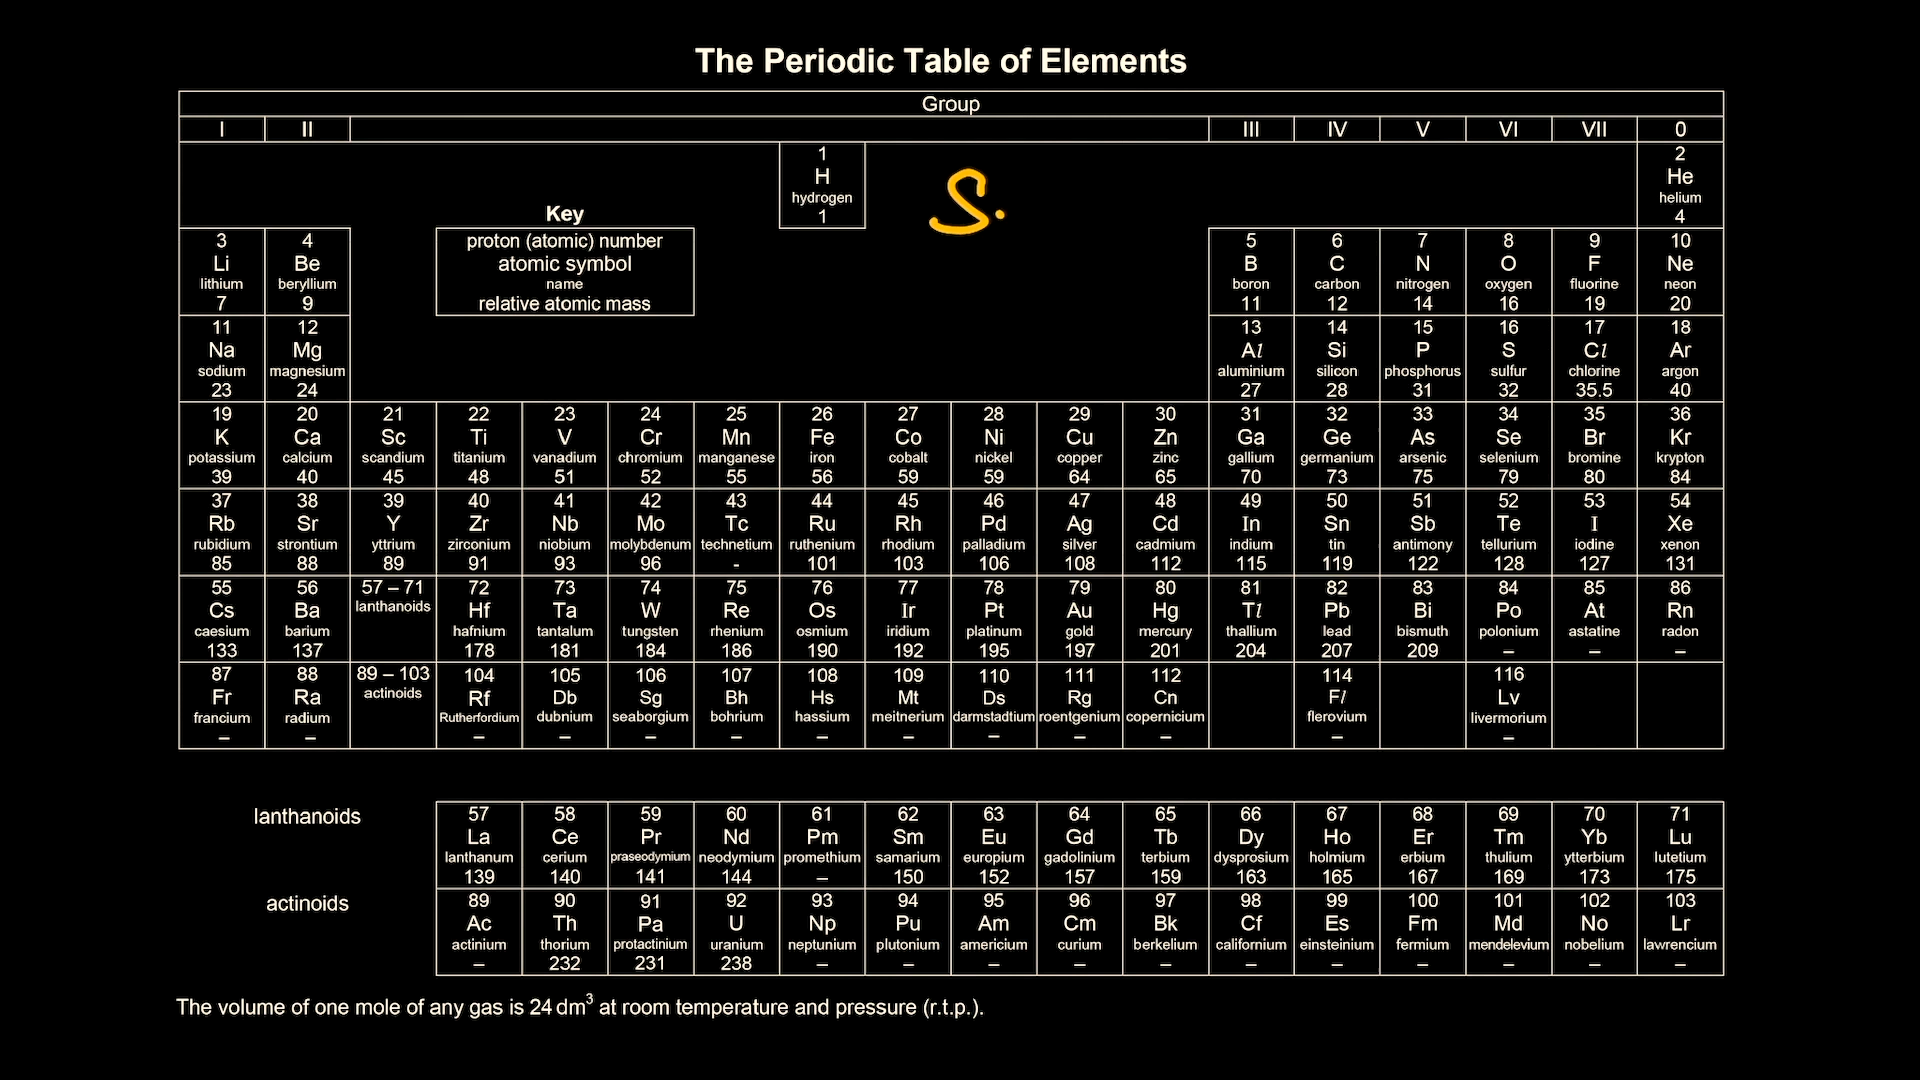 The Periodic Table of Elements
Group
I II III IV V VI VII 0
1 2
H He
hydrogen helium
1 4
S.
Key
proton (atomic) number
atomic symbol
name
relative atomic mass
3 4 5 6 7 8 9 10
Li Be B C N O F Ne
lithium beryllium boron carbon nitrogen oxygen fluorine neon
7 9 11 12 14 16 19 20
11 12 13 14 15 16 17 18
Na Mg Al Si P S Cl Ar
sodium magnesium aluminium silicon phosphorus sulfur chlorine argon
23 24 27 28 31 32 35.5 40
19 20 21 22 23 24 25 26 27 28 29 30 31 32 33 34 35 36
K Ca Sc Ti V Cr Mn Fe Co Ni Cu Zn Ga Ge As Se Br Kr
potassium calcium scandium titanium vanadium chromium manganese iron cobalt nickel copper zinc gallium germanium arsenic selenium bromine krypton
39 40 45 48 51 52 55 56 59 59 64 65 70 73 75 79 80 84
37 38 39 40 41 42 43 44 45 46 47 48 49 50 51 52 53 54
Rb Sr Y Zr Nb Mo Tc Ru Rh Pd Ag Cd In Sn Sb Te I Xe
rubidium strontium yttrium zirconium niobium molybdenum technetium ruthenium rhodium palladium silver cadmium indium tin antimony tellurium iodine xenon
85 88 89 91 93 96 - 101 103 106 108 112 115 119 122 128 127 131
55 56 57 – 71 72 73 74 75 76 77 78 79 80 81 82 83 84 85 86
Cs Ba lanthanoids Hf Ta W Re Os Ir Pt Au Hg Tl Pb Bi Po At Rn
caesium barium hafnium tantalum tungsten rhenium osmium iridium platinum gold mercury thallium lead bismuth polonium astatine radon
133 137 178 181 184 186 190 192 195 197 201 204 207 209 – – –
87 88 89 – 103 104 105 106 107 108 109 110 111 112 114 116
Fr Ra actinoids Rf Db Sg Bh Hs Mt Ds Rg Cn Fl Lv
francium radium Rutherfordium dubnium seaborgium bohrium hassium meitnerium darmstadtium roentgenium copernicium flerovium livermorium
– – – – – – – – – – – – –
lanthanoids
57 58 59 60 61 62 63 64 65 66 67 68 69 70 71
La Ce Pr Nd Pm Sm Eu Gd Tb Dy Ho Er Tm Yb Lu
lanthanum cerium praseodymium neodymium promethium samarium europium gadolinium terbium dysprosium holmium erbium thulium ytterbium lutetium
139 140 141 144 – 150 152 157 159 163 165 167 169 173 175
actinoids
89 90 91 92 93 94 95 96 97 98 99 100 101 102 103
Ac Th Pa U Np Pu Am Cm Bk Cf Es Fm Md No Lr
actinium thorium protactinium uranium neptunium plutonium americium curium berkelium californium einsteinium fermium mendelevium nobelium lawrencium
– 232 231 238 – – – – – – – – – – –
The volume of one mole of any gas is 24 dm³ at room temperature and pressure (r.t.p.).